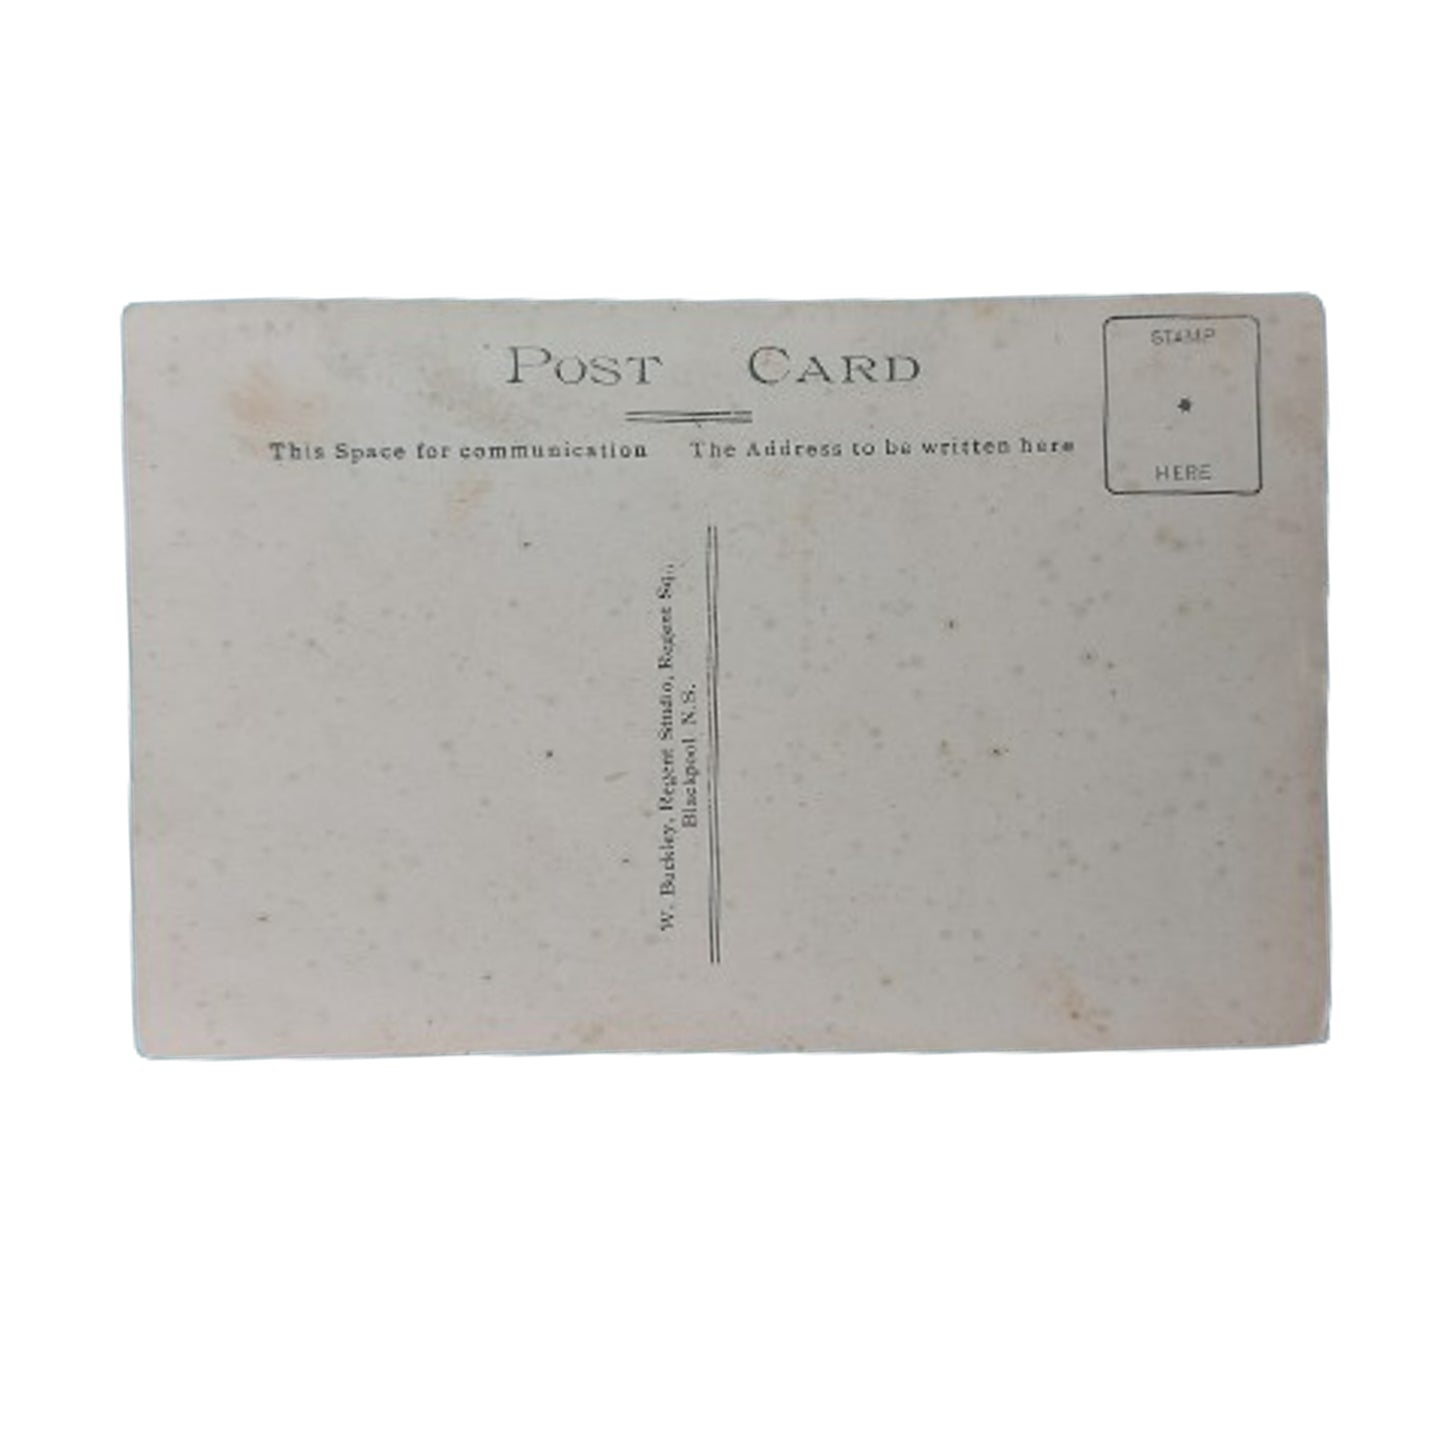 POST CARD
STAMP
HERE
This Space for communication
The Address to be written here
W. Buckley, Regent Studio, Regent Sq.,
Blackpool N.S.